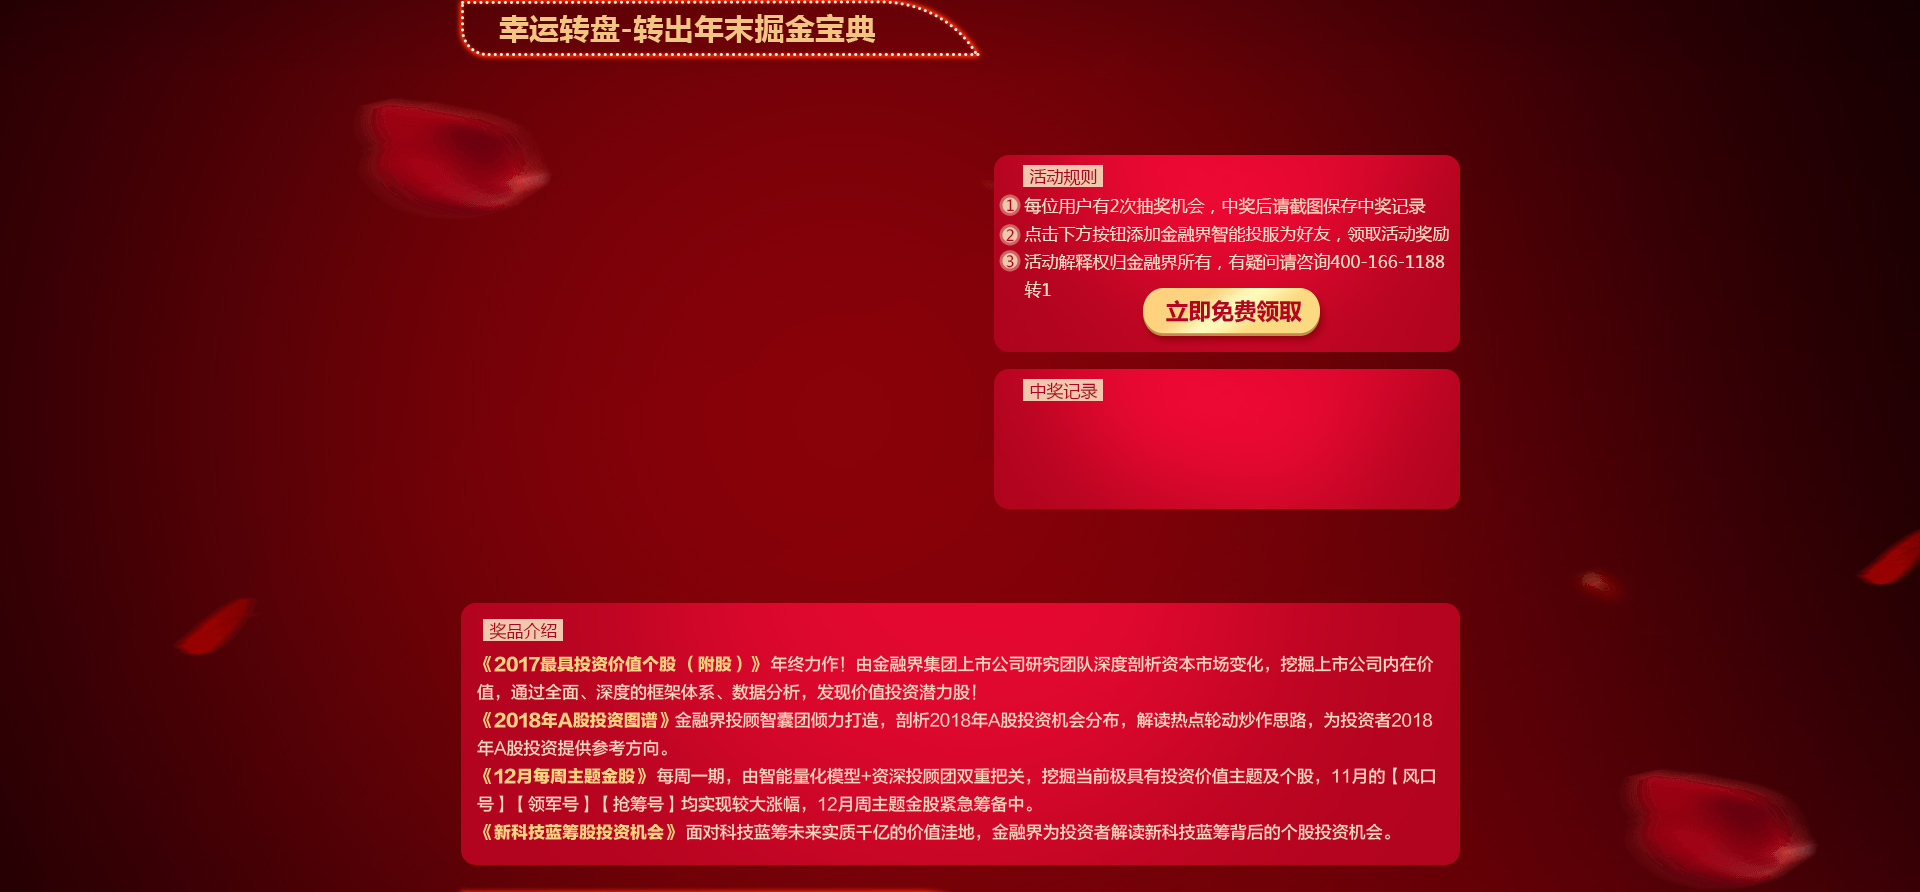 幸运转盘-转出年末掘金宝典
活动规则
1 每位用户有2次抽奖机会，中奖后请截图保存中奖记录
2 点击下方按钮添加金融界智能投服为好友，领取活动奖励
3 活动解释权归金融界所有，有疑问请咨询400-166-1188
转1
立即免费领取
中奖记录
奖品介绍
《2017最具投资价值个股（附股）》年终力作！由金融界集团上市公司研究团队深度剖析资本市场变化，挖掘上市公司内在价
值，通过全面、深度的框架体系、数据分析，发现价值投资潜力股！
《2018年A股投资图谱》金融界投顾智囊团倾力打造，剖析2018年A股投资机会分布，解读热点轮动炒作思路，为投资者2018
年A股投资提供参考方向。
《12月每周主题金股》每周一期，由智能量化模型+资深投顾团双重把关，挖掘当前极具有投资价值主题及个股，11月的【风口
号】【领军号】【抢筹号】均实现较大涨幅，12月周主题金股紧急筹备中。
《新科技蓝筹股投资机会》面对科技蓝筹未来实质千亿的价值洼地，金融界为投资者解读新科技蓝筹背后的个股投资机会。